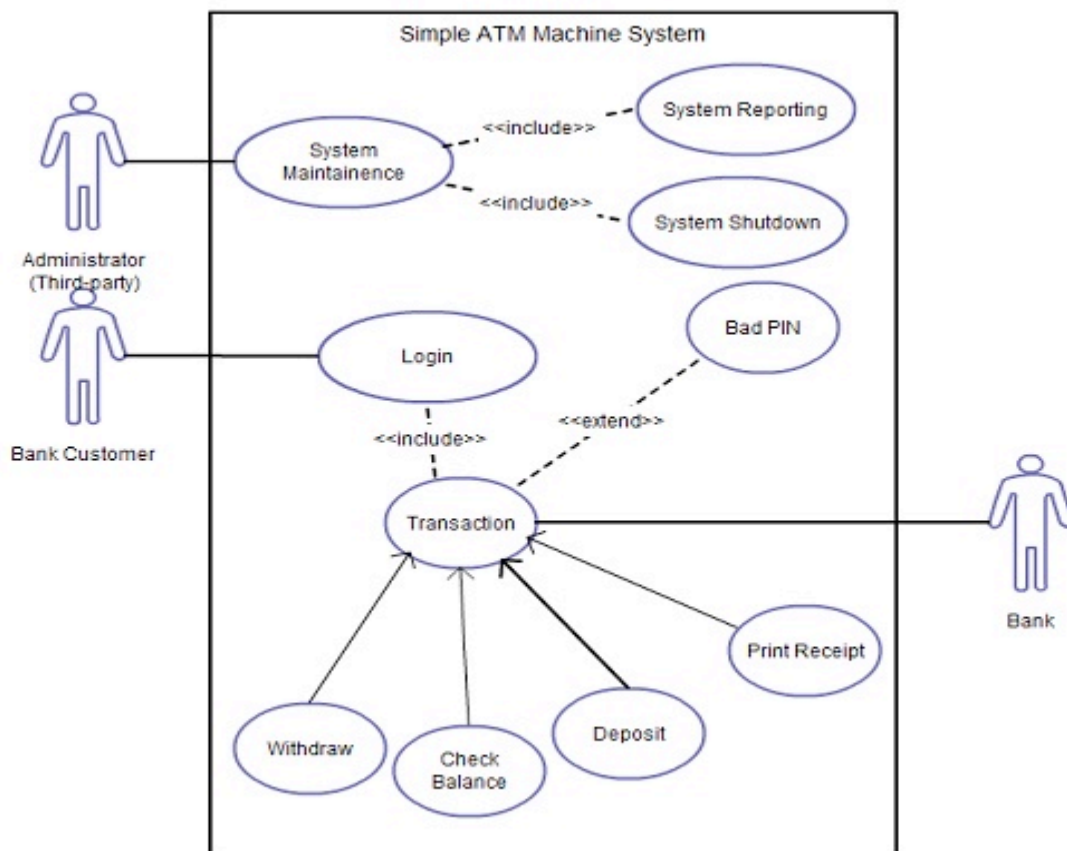 Simple ATM Machine System
System Reporting
<<include>>
System
Maintainence
<<include>>
System Shutdown
Administrator
(Third-party)
Bad PIN
Login
<<extend>>
<<include>>
Bank Customer
Transaction
Bank
Print Receipt
Withdraw
Check
Balance
Deposit